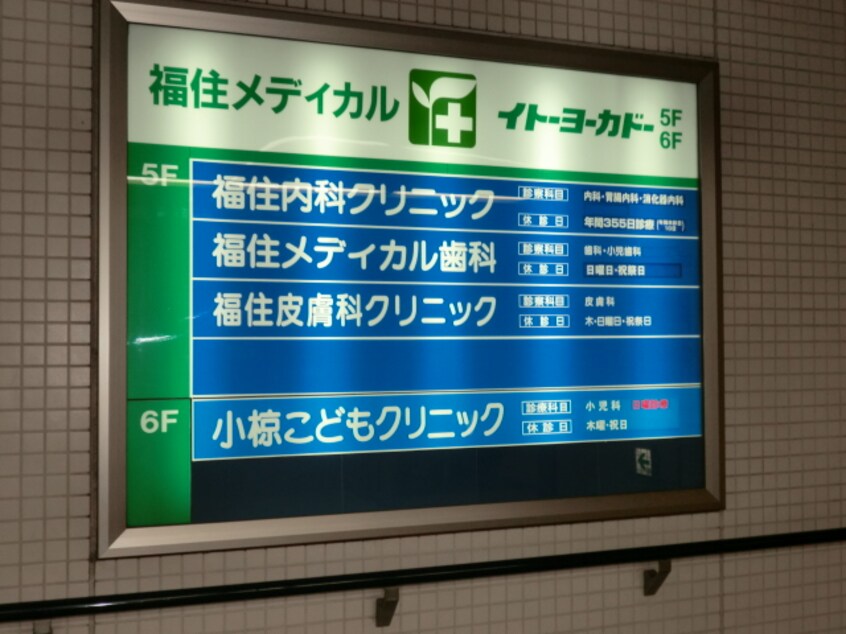 福住メディカル
イトーヨーカドー 5F 6F
5F
福住内科クリニック 診療科目 内科・胃腸内科・消化器内科
休診日 年間355日診療
福住メディカル歯科 診療科目 歯科・小児歯科
休診日 日曜日・祝祭日
福住皮膚科クリニック 診療科目 皮膚科
休診日 木・日曜日・祝祭日
6F
小椋こどもクリニック 診療科目 小児科 日曜診療
休診日 木曜・祝日